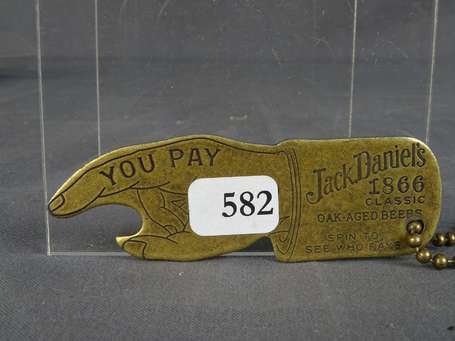 YOU PAY
582
Jack Daniel's
1866
CLASSIC
OAK-AGED BEERS
SPIN TO
SEE WHO PAYS